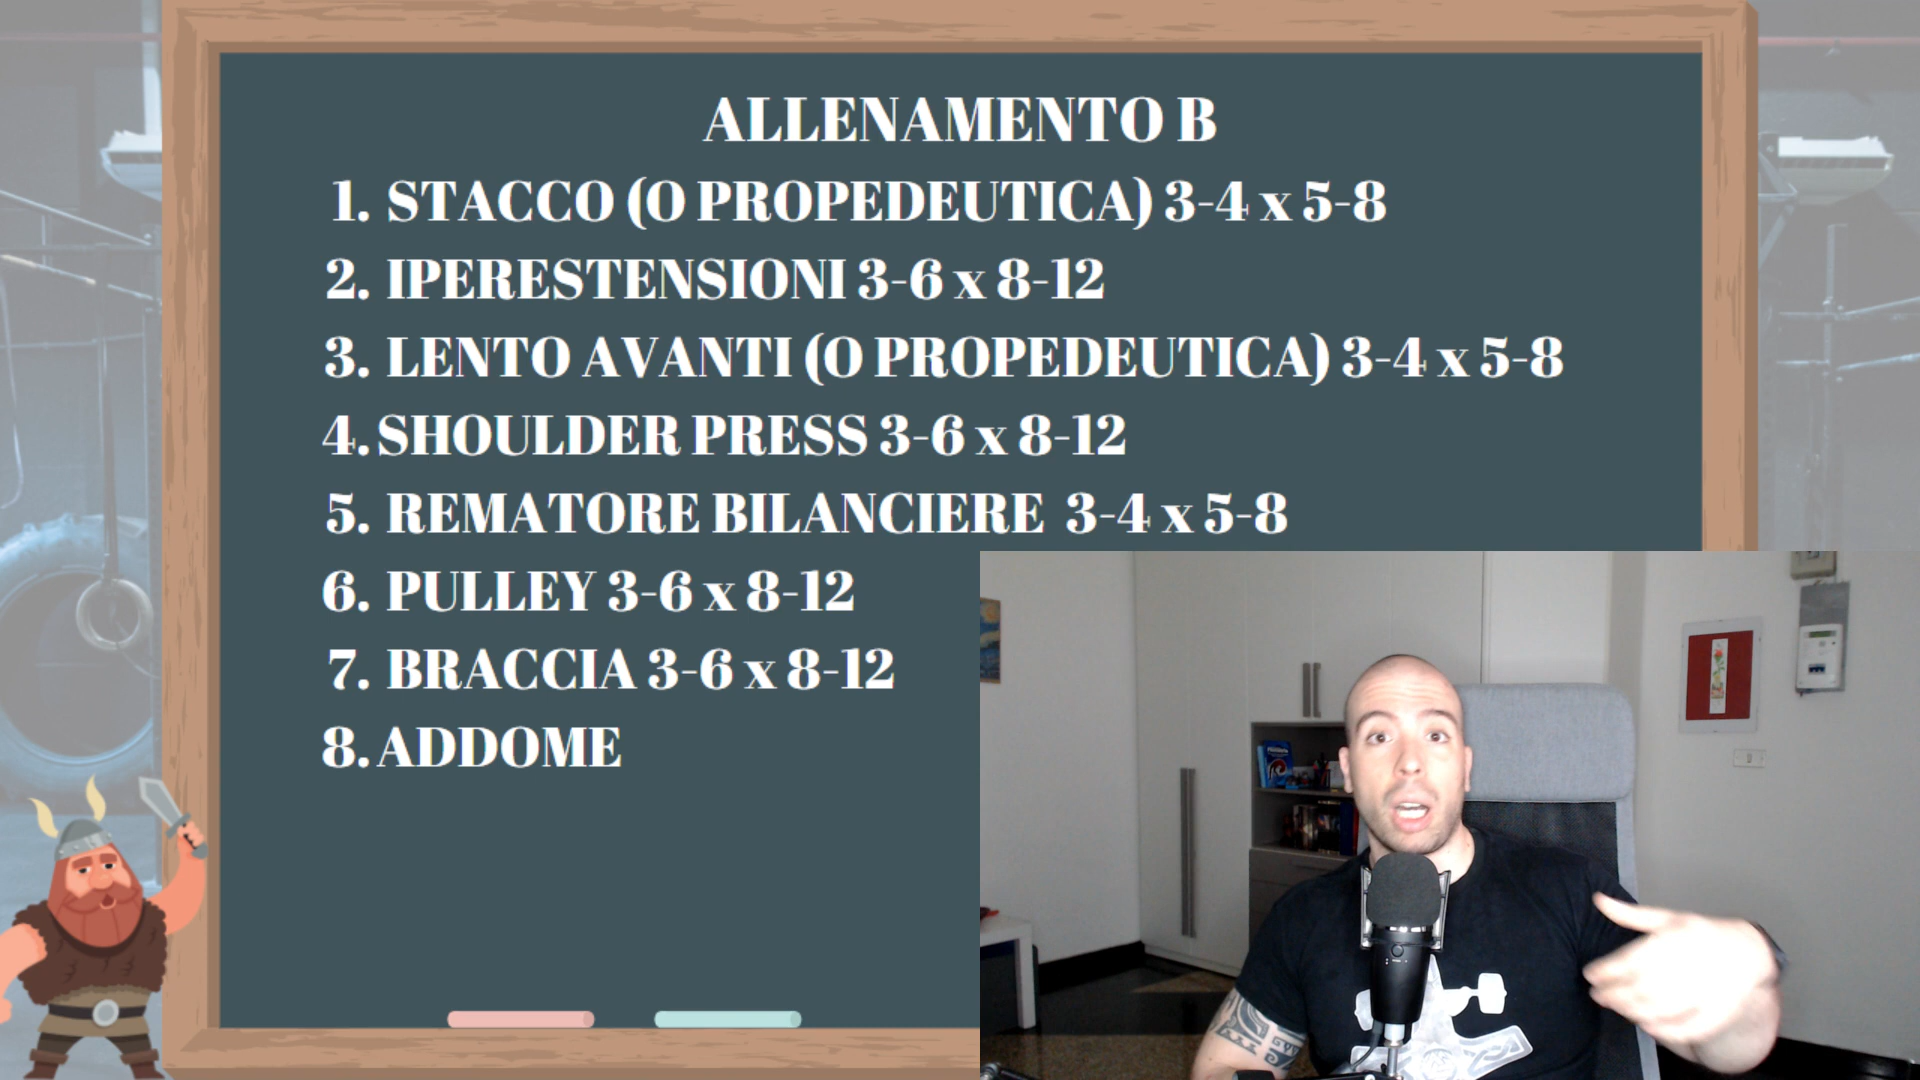 ALLENAMENTO B
1. STACCO (O PROPEDEUTICA) 3-4 x 5-8
2. IPERESTENSIONI 3-6 x 8-12
3. LENTO AVANTI (O PROPEDEUTICA) 3-4 x 5-8
4. SHOULDER PRESS 3-6 x 8-12
5. REMATORE BILANCIERE 3-4 x 5-8
6. PULLEY 3-6 x 8-12
7. BRACCIA 3-6 x 8-12
8. ADDOME